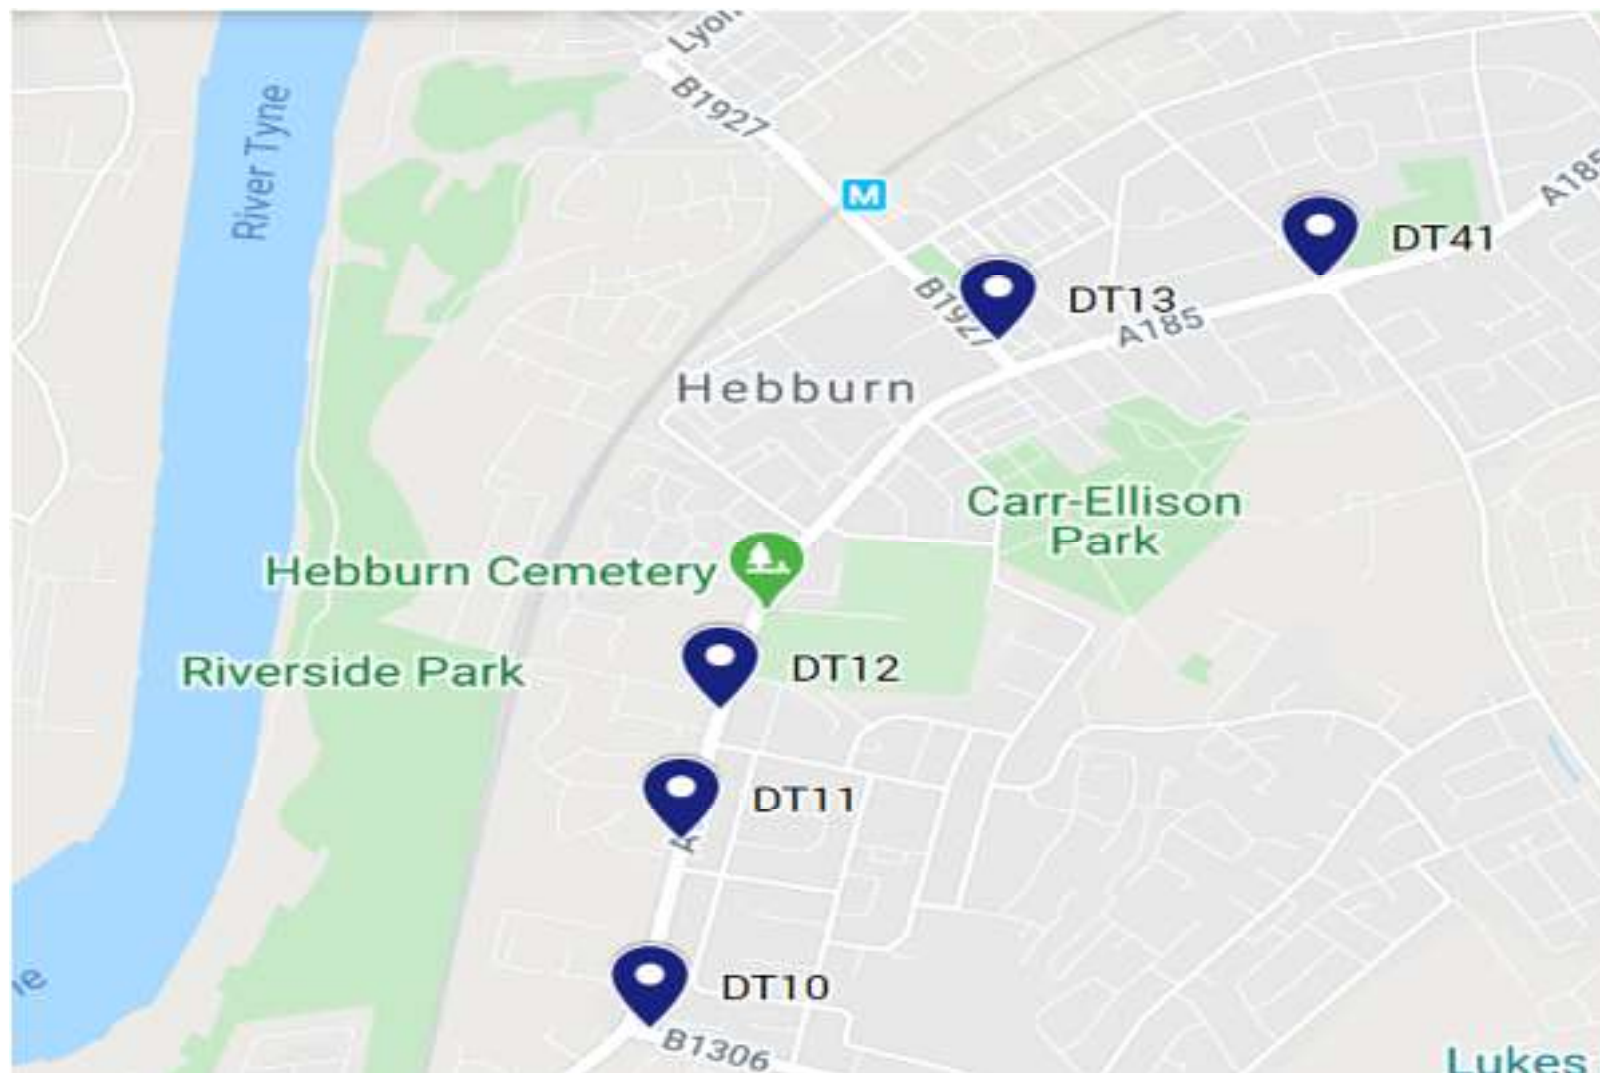 Lyon
B1927
River Tyne
M
A185
DT41
B1927
DT13
A185
Hebburn
Carr-Ellison
Park
Hebburn Cemetery
Riverside Park
DT12
DT11
A
DT10
B1306
Lukes